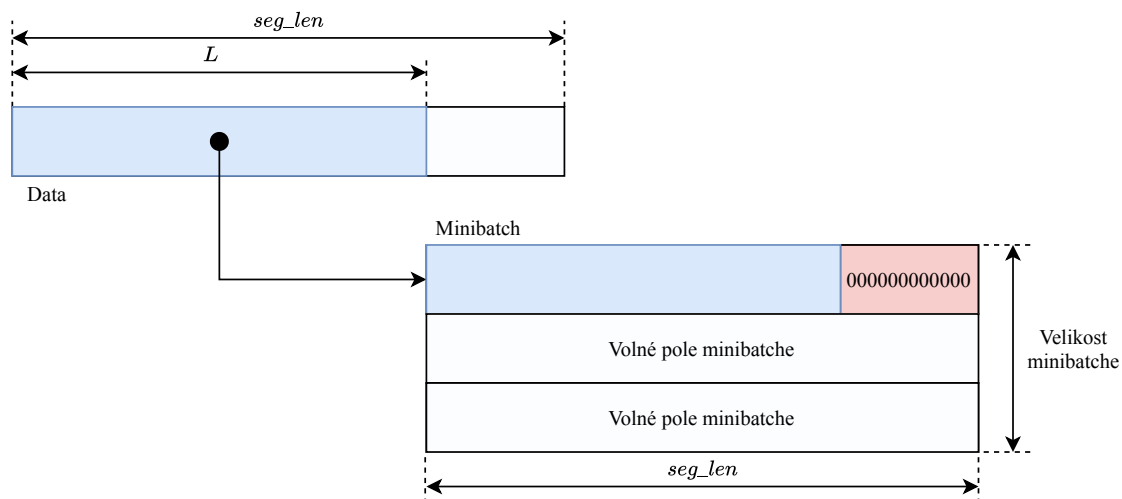 seg_len
L
Data
Minibatch
000000000000
Volné pole minibatche
Velikost
minibatche
Volné pole minibatche
seg_len